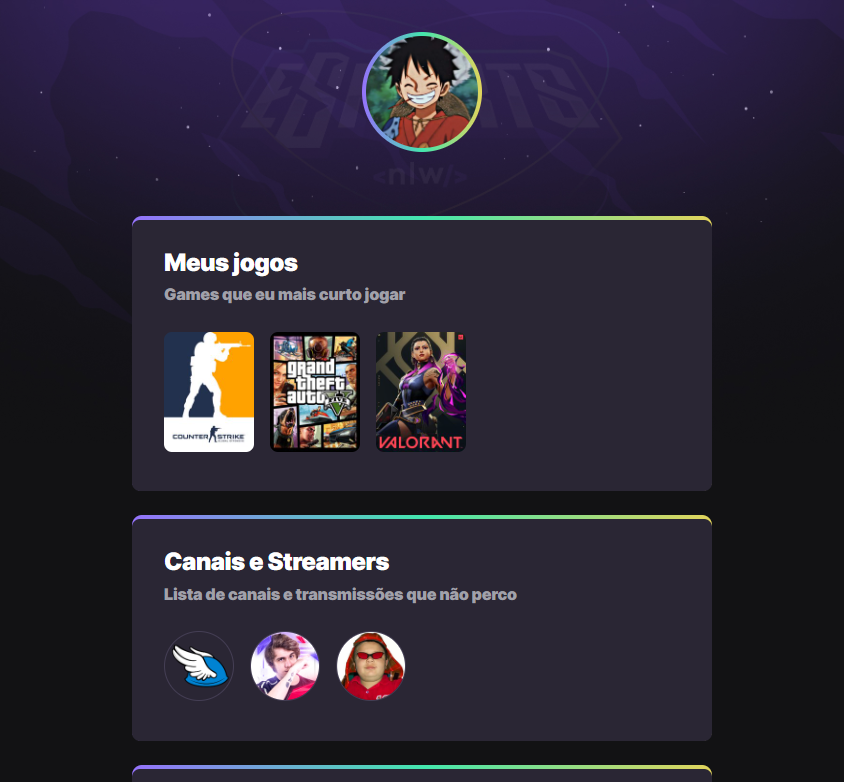 ESPORTS
<nlw/>
Meus jogos
Games que eu mais curto jogar
COUNTER STRIKE
grand
theft
auto V
FIVE
VALORANT
Canais e Streamers
Lista de canais e transmissões que não perco